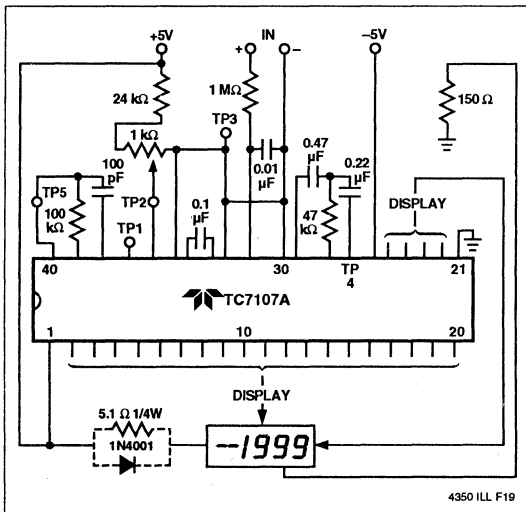 +5V
IN
–5V
+
–
24 kΩ
1 MΩ
150 Ω
1 kΩ
TP3
100 pF
0.01 µF
0.47 µF
0.22 µF
TP5
100 kΩ
TP2
TP1
0.1 µF
47 kΩ
DISPLAY
40
30
TP 4
21
TC7107A
1
10
20
DISPLAY
5.1 Ω 1/4W
1N4001
–1999
4350 ILL F19